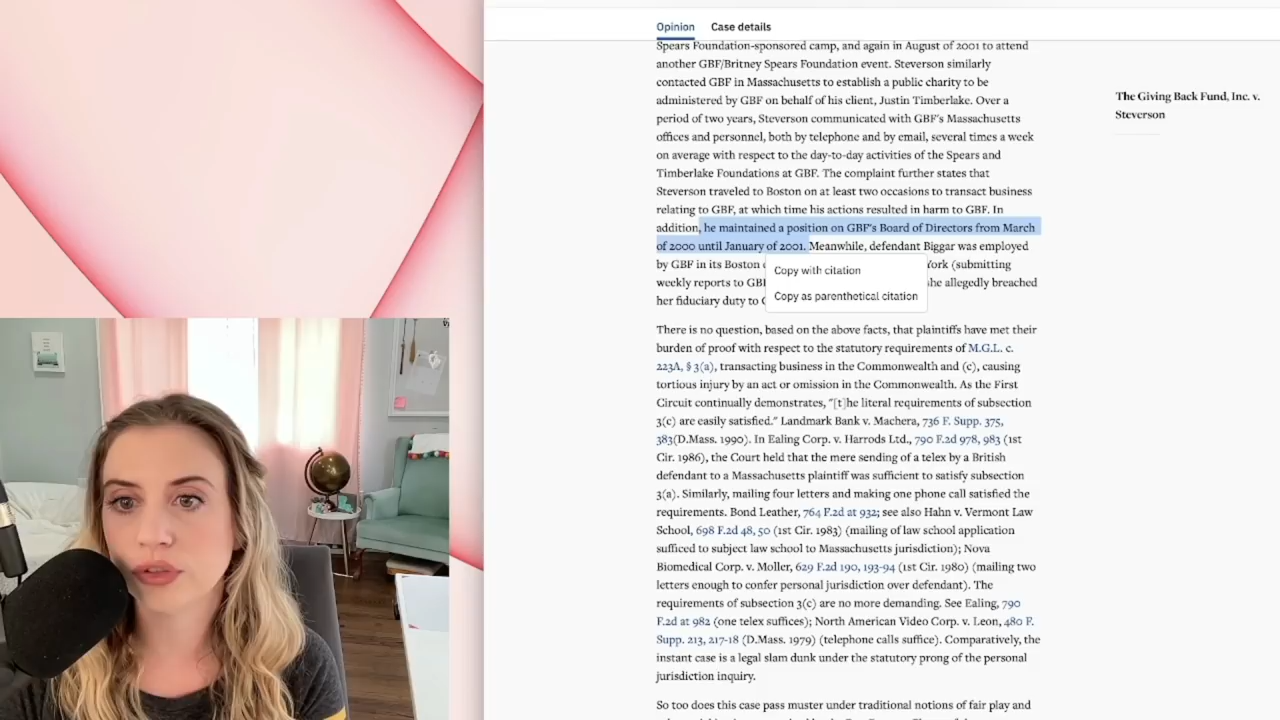 Opinion Case details
Spears Foundation-sponsored camp, and again in August of 2001 to attend
another GBF/Britney Spears Foundation event. Steverson similarly
contacted GBF in Massachusetts to establish a public charity to be
administered by GBF on behalf of his client, Justin Timberlake. Over a
period of two years, Steverson communicated with GBF's Massachusetts
offices and personnel, both by telephone and by email, several times a week
on average with respect to the day-to-day activities of the Spears and
Timberlake Foundations at GBF. The complaint further states that
Steverson traveled to Boston on at least two occasions to transact business
relating to GBF, at which time his actions resulted in harm to GBF. In
addition, he maintained a position on GBF's Board of Directors from March
of 2000 until January of 2001. Meanwhile, defendant Biggar was employed
by GBF in its Boston York (submitting
weekly reports to GB she allegedly breached
her fiduciary duty to
Copy with citation
Copy as parenthetical citation
There is no question, based on the above facts, that plaintiffs have met their
burden of proof with respect to the statutory requirements of M.G.L. c.
223A, § 3(a), transacting business in the Commonwealth and (c), causing
tortious injury by an act or omission in the Commonwealth. As the First
Circuit continually demonstrates, "[t]he literal requirements of subsection
3(c) are easily satisfied." Landmark Bank v. Machera, 736 F. Supp. 375,
383(D.Mass. 1990). In Ealing Corp. v. Harrods Ltd., 790 F.2d 978, 983 (1st
Cir. 1986), the Court held that the mere sending of a telex by a British
defendant to a Massachusetts plaintiff was sufficient to satisfy subsection
3(a). Similarly, mailing four letters and making one phone call satisfied the
requirements. Bond Leather, 764 F.2d at 932; see also Hahn v. Vermont Law
School, 698 F.2d 48, 50 (1st Cir. 1983) (mailing of law school application
sufficed to subject law school to Massachusetts jurisdiction); Nova
Biomedical Corp. v. Moller, 629 F.2d 190, 193-94 (1st Cir. 1980) (mailing two
letters enough to confer personal jurisdiction over defendant). The
requirements of subsection 3(c) are no more demanding. See Ealing, 790
F.2d at 982 (one telex suffices); North American Video Corp. v. Leon, 480 F.
Supp. 213, 217-18 (D.Mass. 1979) (telephone calls suffice). Comparatively, the
instant case is a legal slam dunk under the statutory prong of the personal
jurisdiction inquiry.
So too does this case pass muster under traditional notions of fair play and
The Giving Back Fund, Inc. v.
Steverson